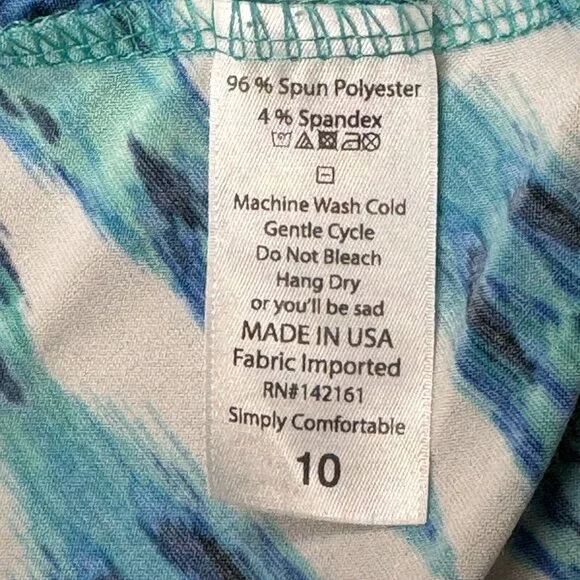 96 % Spun Polyester
4 % Spandex
Machine Wash Cold
Gentle Cycle
Do Not Bleach
Hang Dry
or you'll be sad
MADE IN USA
Fabric Imported
RN#142161
Simply Comfortable
10